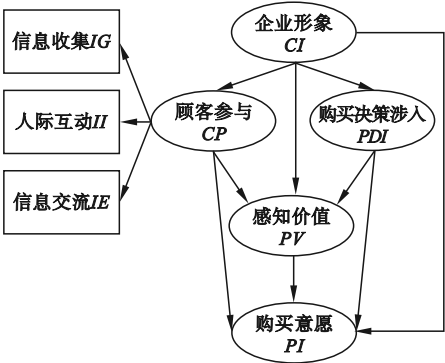 企业形象
CI
信息收集IG
顾客参与
CP
购买决策涉入
PDI
人际互动II
信息交流IE
感知价值
PV
购买意愿
PI